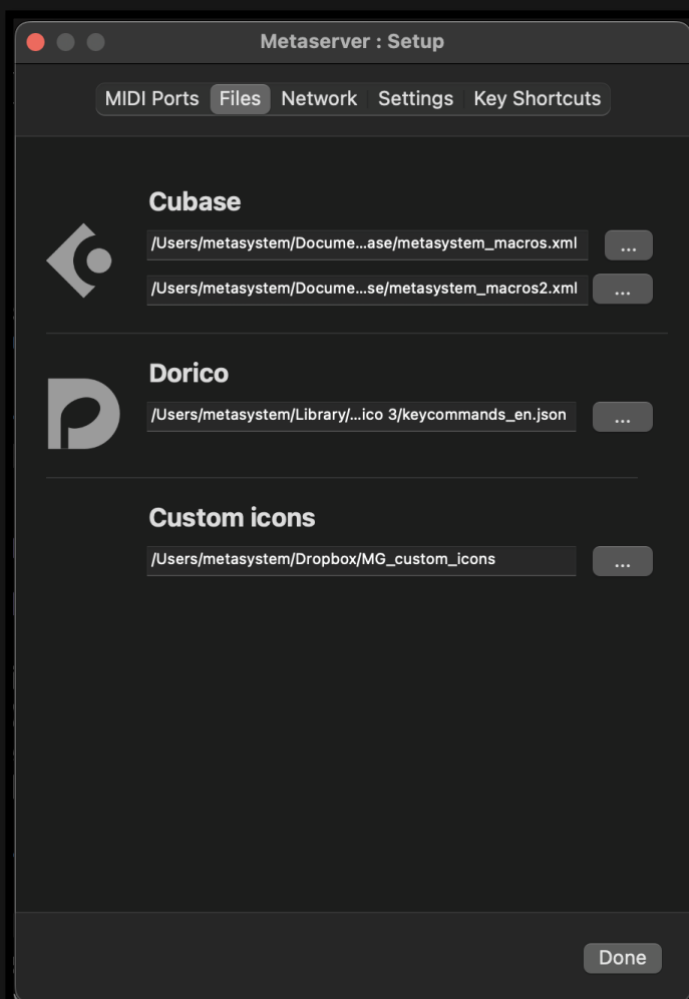 Metaserver : Setup
MIDI Ports Files Network Settings Key Shortcuts
Cubase
/Users/metasystem/Docume...ase/metasystem_macros.xml ...
/Users/metasystem/Docume...se/metasystem_macros2.xml ...
Dorico
/Users/metasystem/Library/...ico 3/keycommands_en.json ...
Custom icons
/Users/metasystem/Dropbox/MG_custom_icons ...
Done